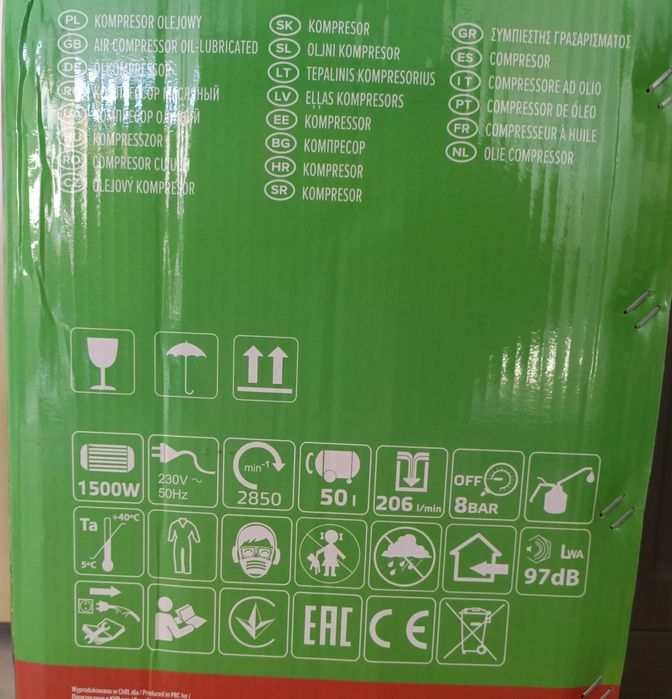 PL KOMPRESOR OLEJOWY
GB AIR COMPRESSOR OIL-LUBRICATED
DE ÖLKOMPRESSOR
КОМПРЕСОР
KOMPRESSZOR
COMPRESOR CU ULEI
OLEJOVÝ KOMPRESOR
SK KOMPRESOR
SL OLJNI KOMPRESOR
LT TEPALINIS KOMPRESORIUS
LV EĻĻAS KOMPRESORS
EE KOMPRESSOR
BG КОМПРЕСОР
HR KOMPRESOR
SR KOMPRESOR
GR ΣΥΜΠΙΕΣΤΗΣ ΓΡΑΣΑΡΙΣΜΑΤΟΣ
ES COMPRESOR
IT COMPRESSORE AD OLIO
PT COMPRESSOR DE ÓLEO
FR COMPRESSEUR À HUILE
NL OLIE COMPRESSOR
1500W
230V ~
50Hz
min⁻¹
2850
50 l
206 l/min
OFF
8BAR
Ta +40°C
5°C
LWA
97dB
EAC
CE
Wyprodukowano w ChRL dla / Produced in PRC for /